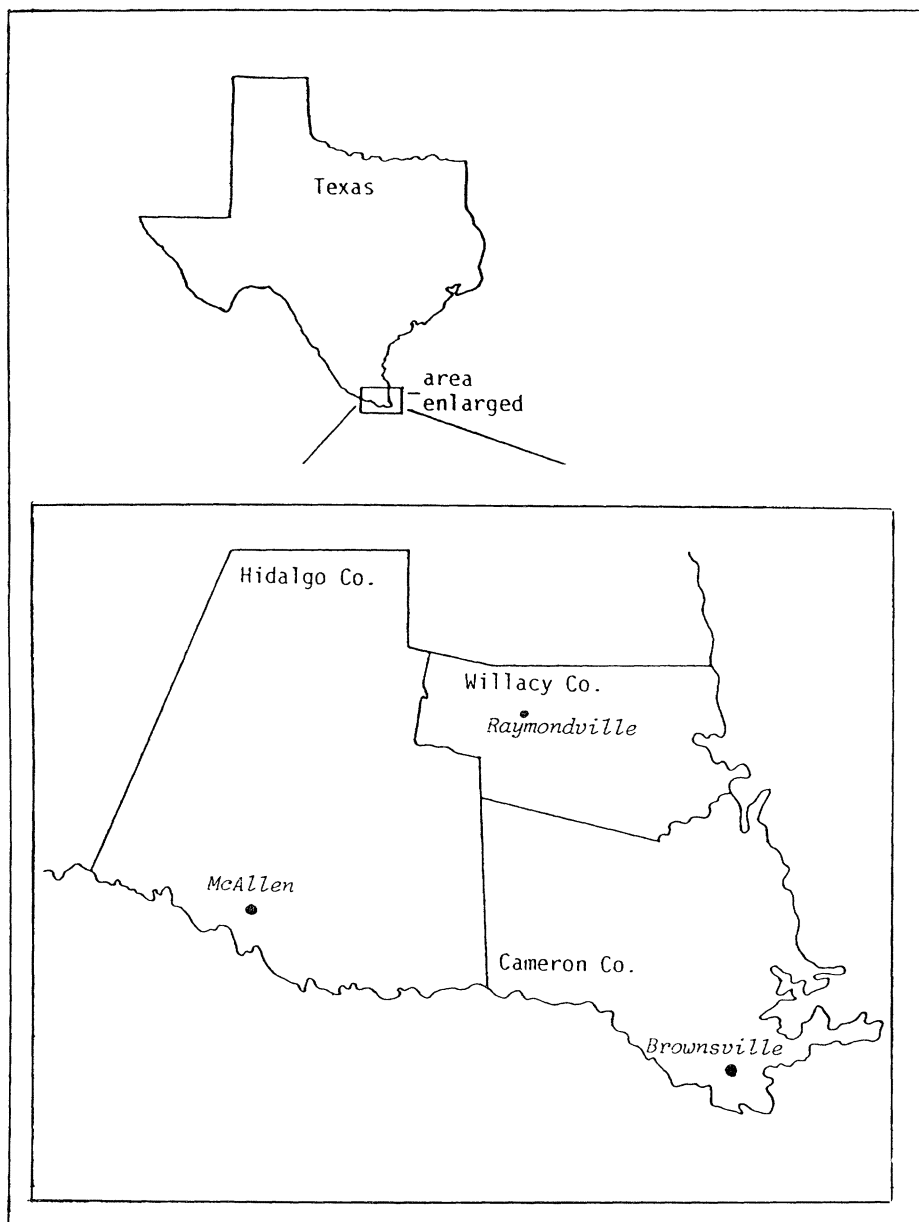 Texas
area
enlarged
Hidalgo Co.
Willacy Co.
Raymondville
McAllen
Cameron Co.
Brownsville